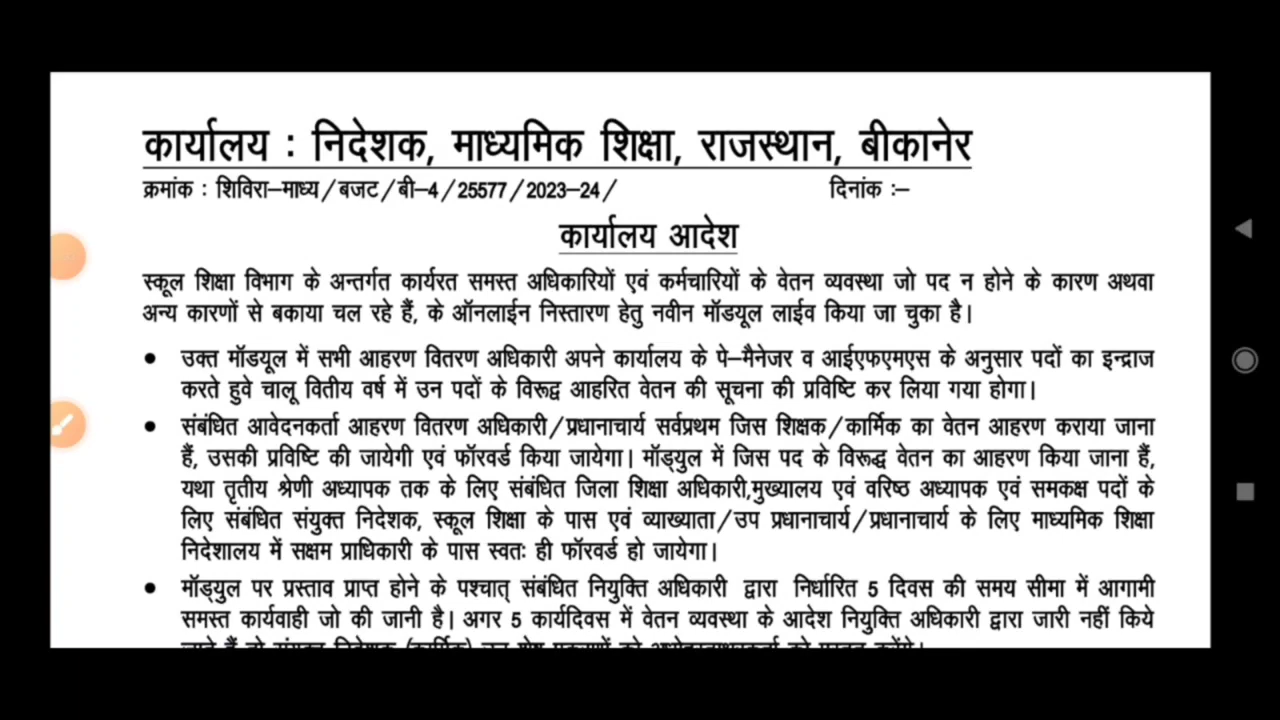 कार्यालय : निदेशक, माध्यमिक शिक्षा, राजस्थान, बीकानेर
क्रमांक : शिविरा–माध्य/बजट/बी–4/25577/2023–24/ दिनांक :–
कार्यालय आदेश
स्कूल शिक्षा विभाग के अन्तर्गत कार्यरत समस्त अधिकारियों एवं कर्मचारियों के वेतन व्यवस्था जो पद न होने के कारण अथवा
अन्य कारणों से बकाया चल रहे हैं, के ऑनलाईन निस्तारण हेतु नवीन मॉडयूल लाईव किया जा चुका है।
• उक्त मॉडयूल में सभी आहरण वितरण अधिकारी अपने कार्यालय के पे–मैनेजर व आईएफएमएस के अनुसार पदों का इन्द्राज
करते हुवे चालू वितीय वर्ष में उन पदों के विरूद्व आहरित वेतन की सूचना की प्रविष्टि कर लिया गया होगा।
• संबंधित आवेदनकर्ता आहरण वितरण अधिकारी/प्रधानाचार्य सर्वप्रथम जिस शिक्षक/कार्मिक का वेतन आहरण कराया जाना
हैं, उसकी प्रविष्टि की जायेगी एवं फॉरवर्ड किया जायेगा। मॉड्युल में जिस पद के विरूद्ध वेतन का आहरण किया जाना हैं,
यथा तृतीय श्रेणी अध्यापक तक के लिए संबंधित जिला शिक्षा अधिकारी,मुख्यालय एवं वरिष्ठ अध्यापक एवं समकक्ष पदों के
लिए संबंधित संयुक्त निदेशक, स्कूल शिक्षा के पास एवं व्याख्याता/उप प्रधानाचार्य/प्रधानाचार्य के लिए माध्यमिक शिक्षा
निदेशालय में सक्षम प्राधिकारी के पास स्वतः ही फॉरवर्ड हो जायेगा।
• मॉड्युल पर प्रस्ताव प्राप्त होने के पश्चात् संबंधित नियुक्ति अधिकारी द्वारा निर्धारित 5 दिवस की समय सीमा में आगामी
समस्त कार्यवाही जो की जानी है। अगर 5 कार्यदिवस में वेतन व्यवस्था के आदेश नियुक्ति अधिकारी द्वारा जारी नहीं किये